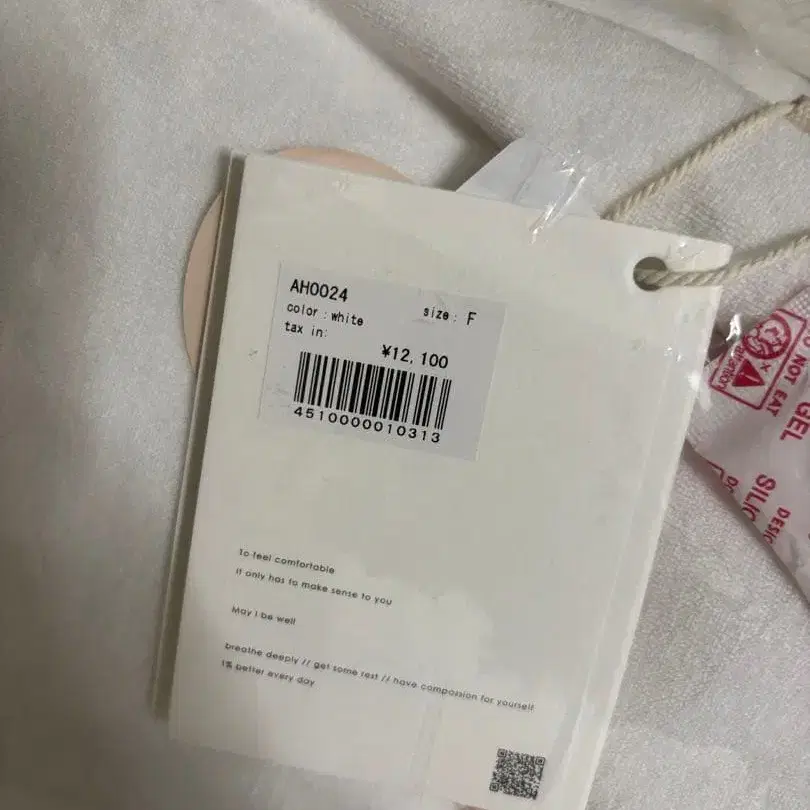 AH0024
color : white size : F
tax in:
¥12,100
4510000010313
To feel comfortable
it only has to make sense to you
May I be well
breathe deeply // get some rest // have compassion for yourself
1% better every day
attention
DO NOT EAT
GEL